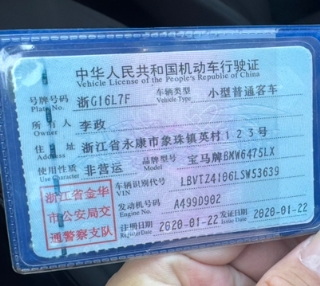 中华人民共和国机动车行驶证
Vehicle License of the People's Republic of China
号牌号码 浙G16L7F 车辆类型 小型普通客车
Plate No. Vehicle Type
所有人 李政
Owner
住址 浙江省永康市象珠镇英村123号
Address
使用性质 非营运 品牌型号 宝马牌BMW6475LX
Use Character Model
浙江省金华 车辆识别代号 LBVTZ4106LSW53639
VIN
市公安局交 发动机号码 A499D902
Engine No.
通警察支队 注册日期 2020-01-22 发证日期 2020-01-22
Register Date Issue Date